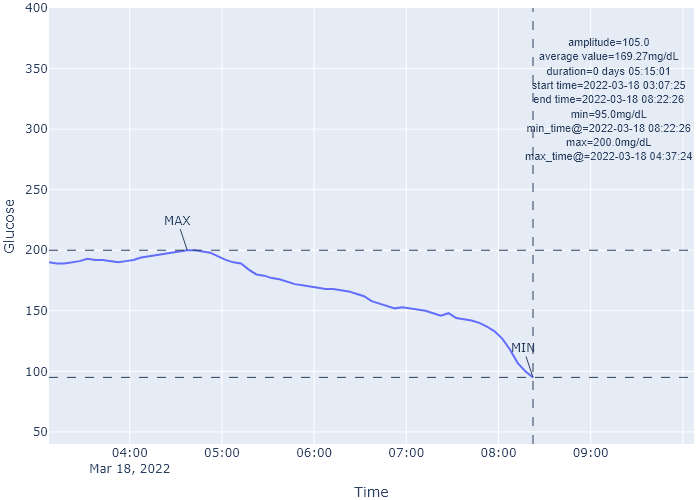 400
350
300
250
200
150
100
50
Glucose
amplitude=105.0
average value=169.27mg/dL
duration=0 days 05:15:01
start time=2022-03-18 03:07:25
end time=2022-03-18 08:22:26
min=95.0mg/dL
min_time@=2022-03-18 08:22:26
max=200.0mg/dL
max_time@=2022-03-18 04:37:24
MAX
MIN
04:00 05:00 06:00 07:00 08:00 09:00
Mar 18, 2022
Time